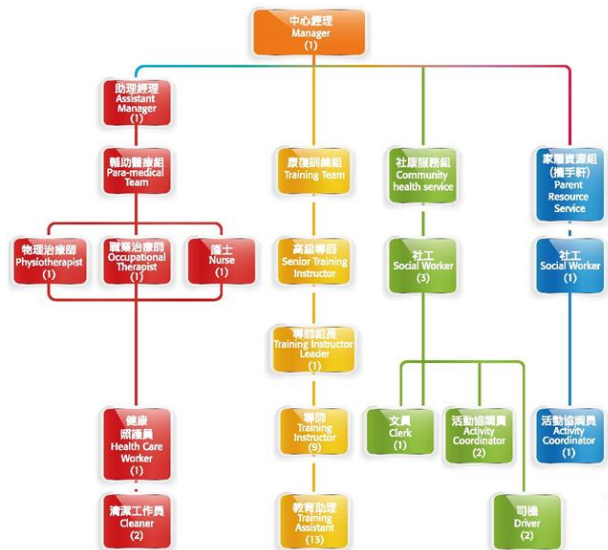 中心經理
Manager
(1)
助理經理
Assistant
Manager
(1)
輔助醫療組
Para-medical
Team
康復訓練組
Training Team
社康服務組
Community
health service
家屬資源組
(攜手軒)
Parent
Resource
Service
物理治療師
Physiotherapist
(1)
職業治療師
Occupational
Therapist
(1)
護士
Nurse
(1)
高級導師
Senior Training
Instructor
社工
Social Worker
(3)
社工
Social Worker
(1)
導師組長
Training Instructor
Leader
(1)
健康
照護員
Health Care
Worker
(1)
導師
Training
Instructor
(9)
文員
Clerk
(1)
活動協調員
Activity
Coordinator
(2)
活動協調員
Activity
Coordinator
(1)
清潔工作員
Cleaner
(2)
教育助理
Training
Assistant
(13)
司機
Driver
(2)